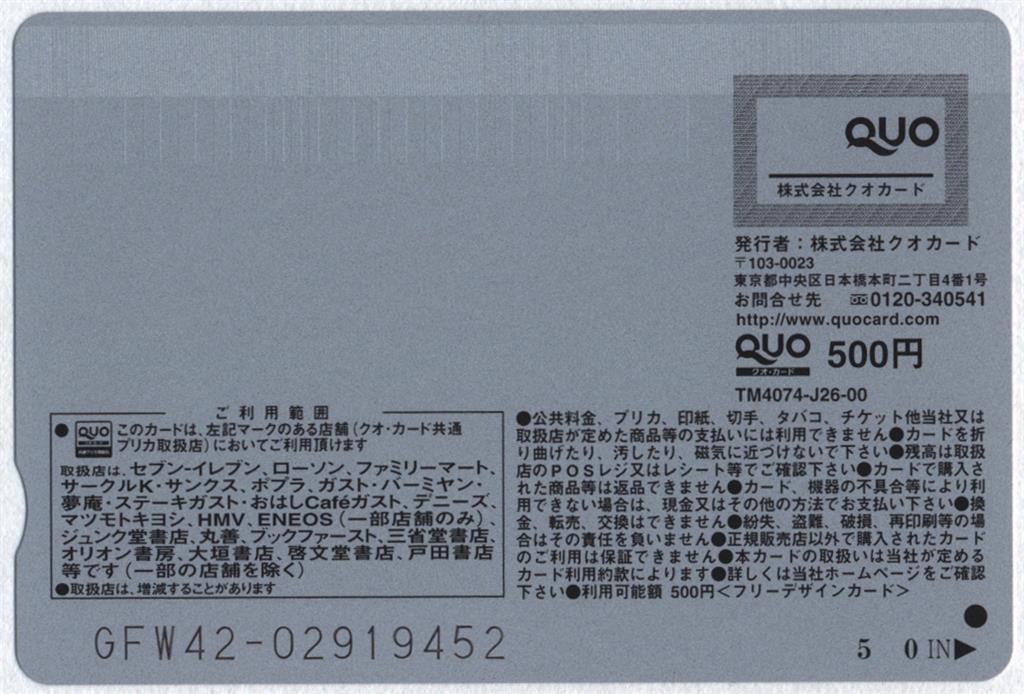 QUO
株式会社クオカード
発行者：株式会社クオカード
〒103-0023
東京都中央区日本橋本町二丁目4番1号
お問合せ先 0120-340541
http://www.quocard.com
QUO 500円
クオ・カード
TM4074-J26-00
ご利用範囲
●QUO このカードは、左記マークのある店舗（クオ・カード共通
プリカ取扱店）においてご利用頂けます
取扱店は、セブン-イレブン、ローソン、ファミリーマート、
サークルK・サンクス、ポプラ、ガスト・バーミヤン・
夢庵・ステーキガスト・おはしCaféガスト、デニーズ、
マツモトキヨシ、HMV、ENEOS（一部店舗のみ）、
ジュンク堂書店、丸善、ブックファースト、三省堂書店、
オリオン書房、大垣書店、啓文堂書店、戸田書店
等です（一部の店舗を除く）
●取扱店は、増減することがあります
●公共料金、プリカ、印紙、切手、タバコ、チケット他当社又は
取扱店が定めた商品等の支払いには利用できません●カードを折
り曲げたり、汚したり、磁気に近づけないで下さい●残高は取扱
店のPOSレジ又はレシート等でご確認下さい●カードで購入さ
れた商品等は返品できません●カード、機器の不具合等により利
用できない場合は、現金又はその他の方法でお支払い下さい●換
金、転売、交換はできません●紛失、盗難、破損、再印刷等の場
合はその責任を負いません●正規販売店以外で購入されたカード
のご利用は保証できません●本カードの取扱いは当社が定める
カード利用約款によります●詳しくは当社ホームページをご確認
下さい●利用可能額 500円＜フリーデザインカード＞
GFW42-02919452
5 0 IN▶